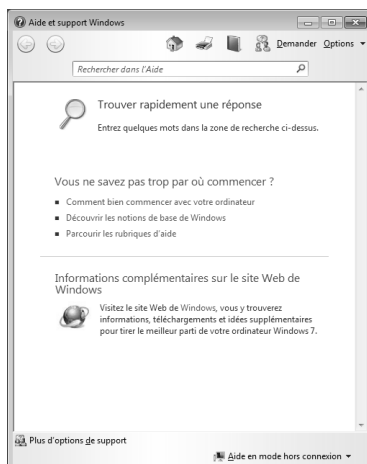 Aide et support Windows
Demander Options
Rechercher dans l'Aide
Trouver rapidement une réponse
Entrez quelques mots dans la zone de recherche ci-dessus.
Vous ne savez pas trop par où commencer ?
Comment bien commencer avec votre ordinateur
Découvrir les notions de base de Windows
Parcourir les rubriques d'aide
Informations complémentaires sur le site Web de
Windows
Visitez le site Web de Windows, vous y trouverez
informations, téléchargements et idées supplémentaires
pour tirer le meilleur parti de votre ordinateur Windows 7.
Plus d'options de support
Aide en mode hors connexion